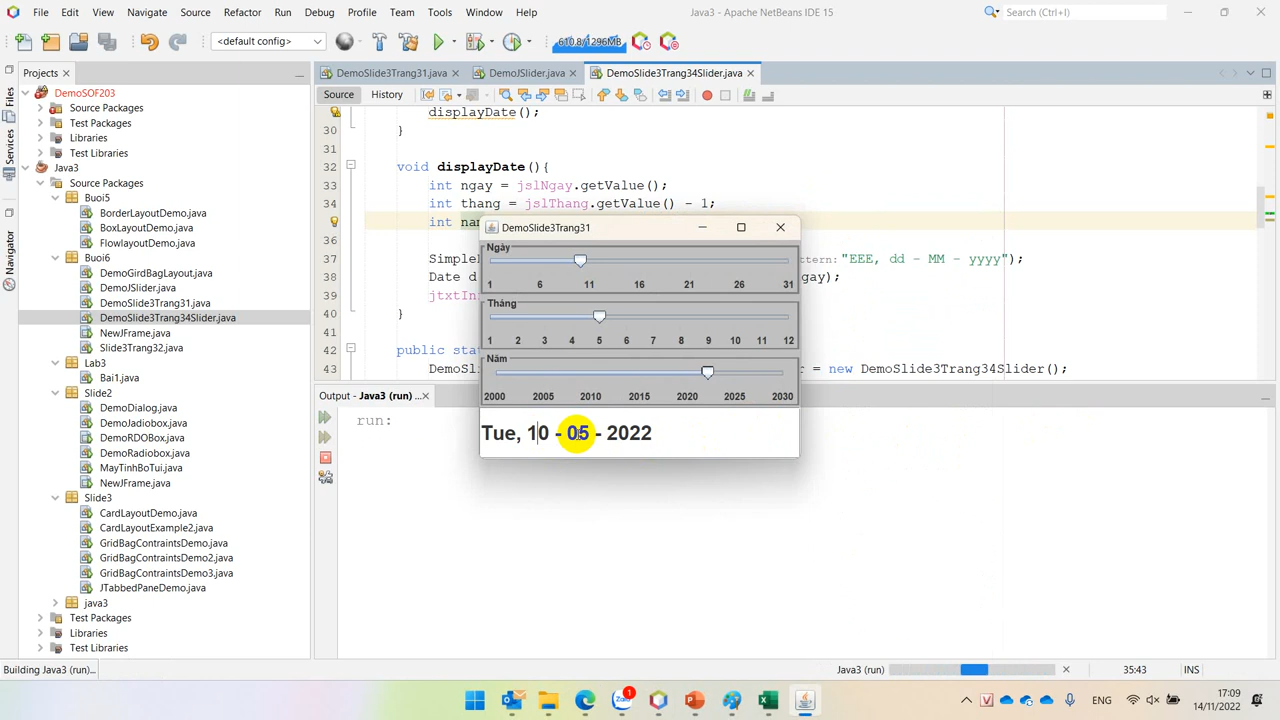 File Edit View Navigate Source Refactor Run Debug Profile Team Tools Window Help
Java3 - Apache NetBeans IDE 15
Search (Ctrl+I)
<default config>
610.8/1296MB
Projects
DemoSlide3Trang31.java
DemoJSlider.java
DemoSlide3Trang34Slider.java
Source
History
Files
Services
Navigator
DemoSOF203
Source Packages
Test Packages
Libraries
Test Libraries
Java3
Source Packages
Buoi5
BorderLayoutDemo.java
BoxLayoutDemo.java
FlowlayoutDemo.java
Buoi6
DemoGirdBagLayout.java
DemoJSlider.java
DemoSlide3Trang31.java
DemoSlide3Trang34Slider.java
NewJFrame.java
Slide3Trang32.java
Lab3
Bai1.java
Slide2
DemoDialog.java
DemoJadiobox.java
DemoRDOBox.java
DemoRadiobox.java
MayTinhBoTui.java
NewJFrame.java
Slide3
CardLayoutDemo.java
CardLayoutExample2.java
GridBagContraintsDemo.java
GridBagContraintsDemo2.java
GridBagContraintsDemo3.java
JTabbedPaneDemo.java
java3
Test Packages
Libraries
Test Libraries
displayDate();
30 }
31
32 void displayDate(){
33 int ngay = jslNgay.getValue();
34 int thang = jslThang.getValue() - 1;
int
36
37 "EEE, dd - MM - yyyy");
38 Date
39
40 }
41
42 public
43 = new DemoSlide3Trang34Slider();
DemoSlide3Trang31
Ngày
1 6 11 16 21 26 31
Tháng
1 2 3 4 5 6 7 8 9 10 11 12
Năm
2000 2005 2010 2015 2020 2025 2030
Tue, 10 - 05 - 2022
Output - Java3 (run) ...
run:
Building Java3 (run)...
Java3 (run)
35:43
INS
1
ENG
17:09
14/11/2022